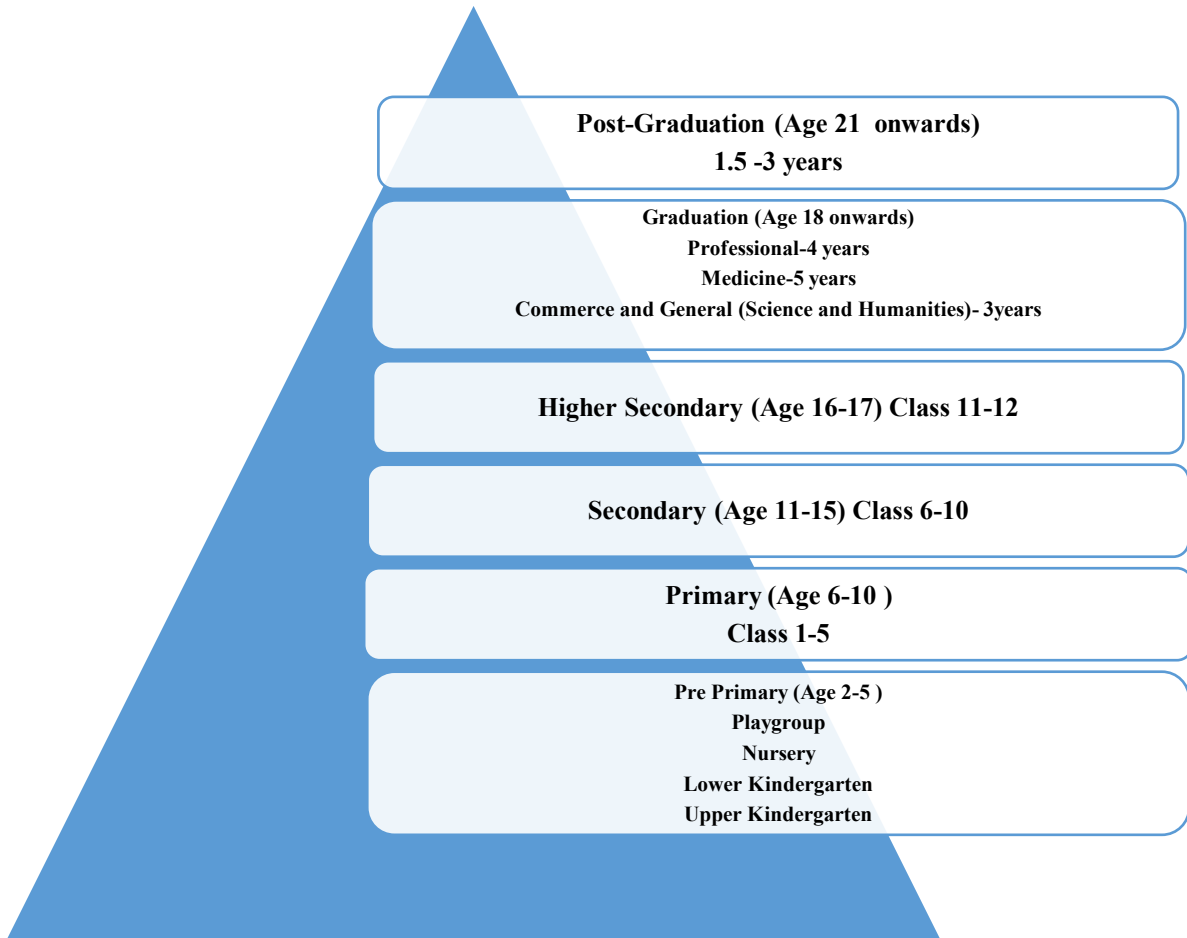 Post-Graduation (Age 21 onwards)
1.5 -3 years
Graduation (Age 18 onwards)
Professional-4 years
Medicine-5 years
Commerce and General (Science and Humanities)- 3years
Higher Secondary (Age 16-17) Class 11-12
Secondary (Age 11-15) Class 6-10
Primary (Age 6-10 )
Class 1-5
Pre Primary (Age 2-5 )
Playgroup
Nursery
Lower Kindergarten
Upper Kindergarten